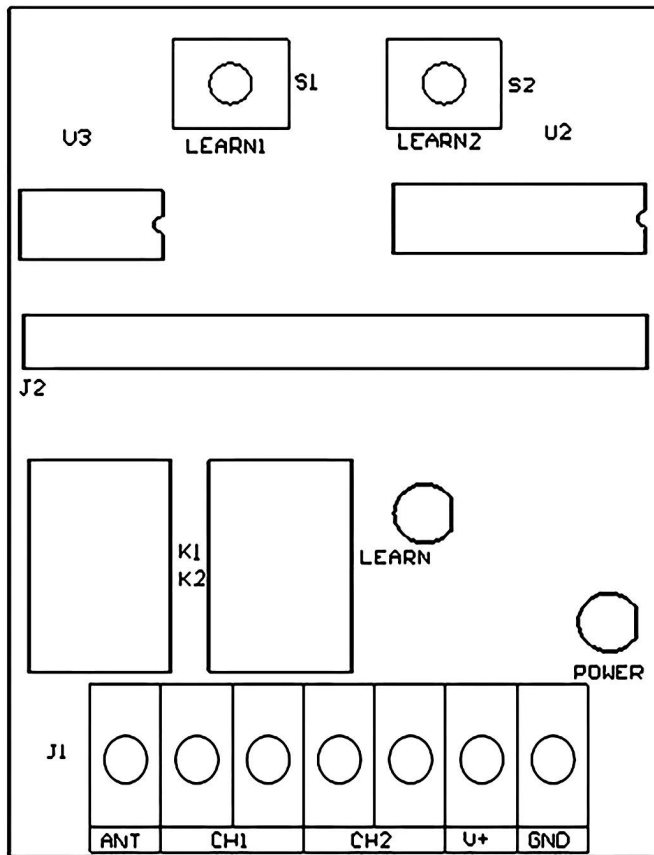 S1
S2
U3
U2
LEARN1
LEARN2
J2
K1
K2
LEARN
POWER
J1
ANT CH1 CH2 V+ GND